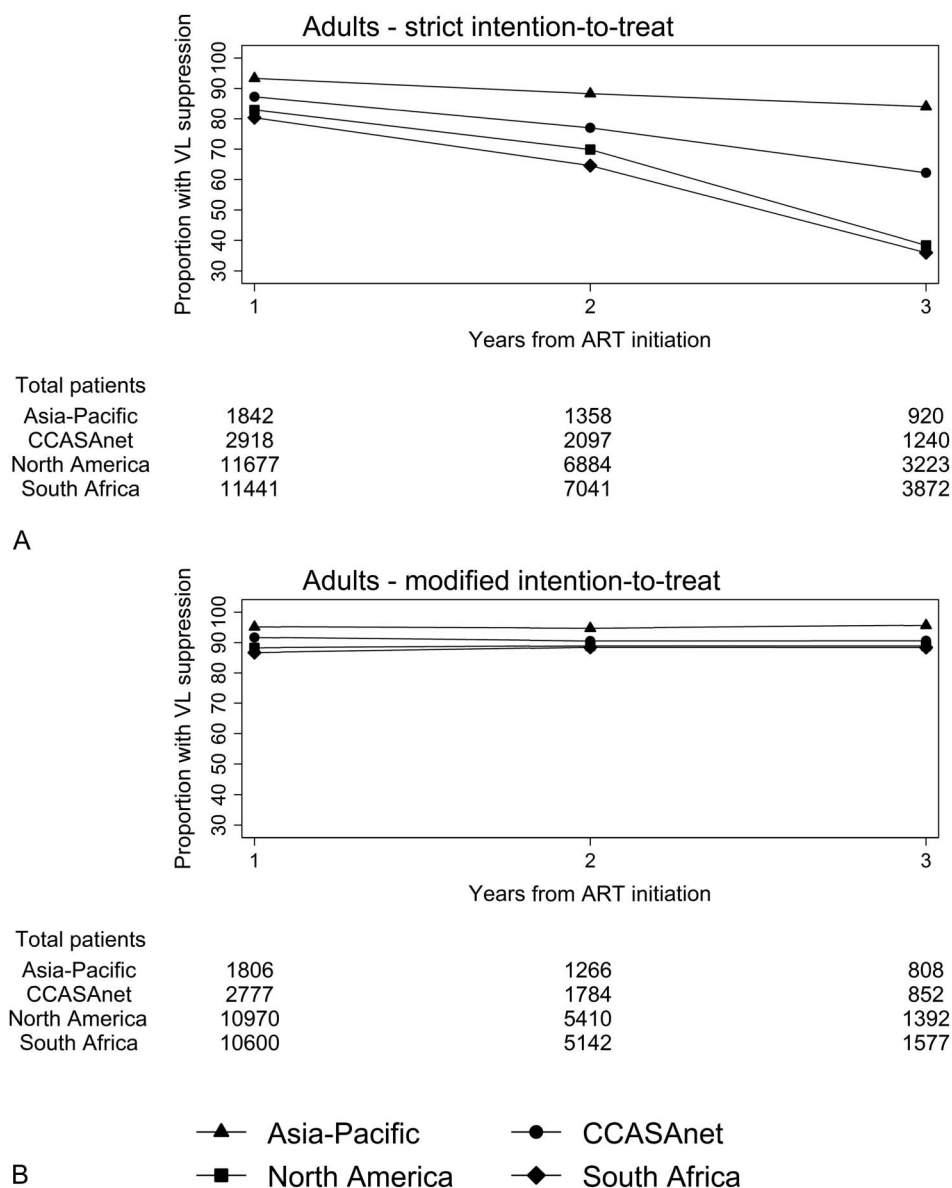 Adults - strict intention-to-treat
Proportion with VL suppression
100
90
80
70
60
50
40
30
1 2 3
Years from ART initiation
Total patients
Asia-Pacific 1842 1358 920
CCASAnet 2918 2097 1240
North America 11677 6884 3223
South Africa 11441 7041 3872
A
Adults - modified intention-to-treat
Proportion with VL suppression
100
90
80
70
60
50
40
30
1 2 3
Years from ART initiation
Total patients
Asia-Pacific 1806 1266 808
CCASAnet 2777 1784 852
North America 10970 5410 1392
South Africa 10600 5142 1577
Asia-Pacific CCASAnet
North America South Africa
B